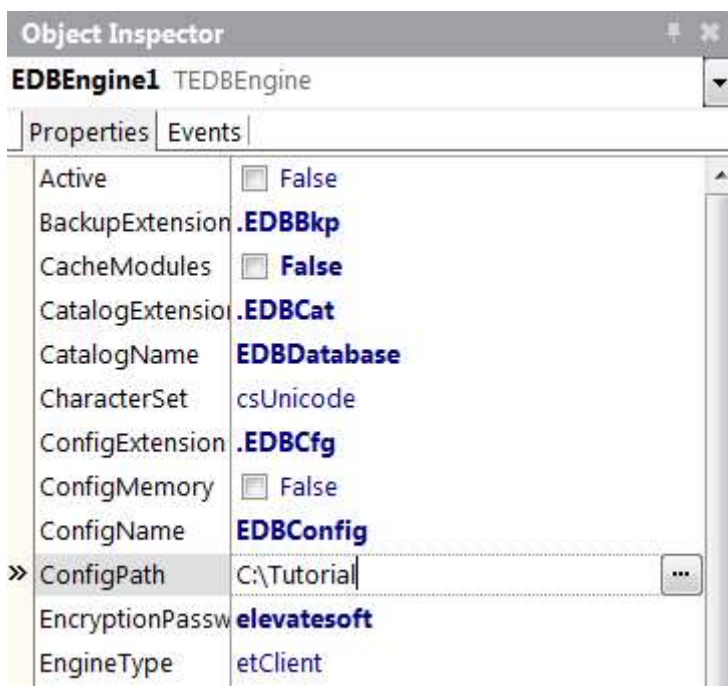 Object Inspector
EDBEngine1 TEDBEngine
Properties Events
Active False
BackupExtension .EDBBkp
CacheModules False
CatalogExtensio .EDBCat
CatalogName EDBDatabase
CharacterSet csUnicode
ConfigExtension .EDBCfg
ConfigMemory False
ConfigName EDBConfig
» ConfigPath C:\Tutorial ...
EncryptionPassw elevatesoft
EngineType etClient